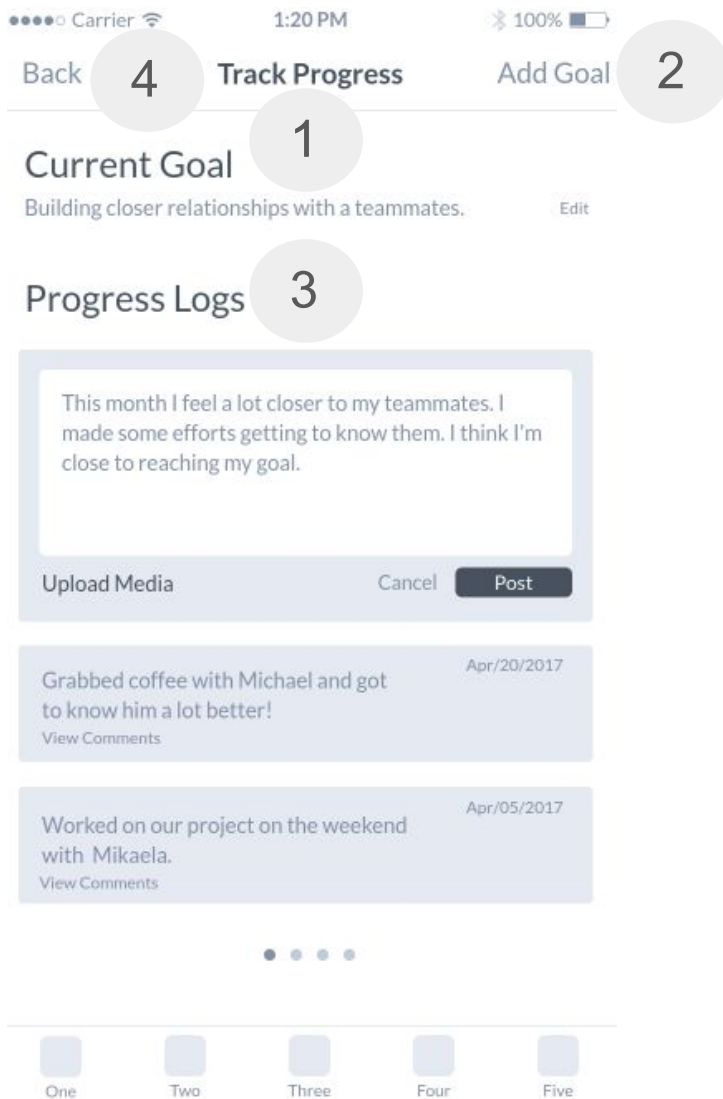 Carrier 1:20 PM 100%
Back 4 Track Progress Add Goal 2
1
Current Goal
Building closer relationships with a teammates. Edit
Progress Logs 3
This month I feel a lot closer to my teammates. I
made some efforts getting to know them. I think I'm
close to reaching my goal.
Upload Media Cancel Post
Apr/20/2017
Grabbed coffee with Michael and got
to know him a lot better!
View Comments
Apr/05/2017
Worked on our project on the weekend
with Mikaela.
View Comments
One Two Three Four Five